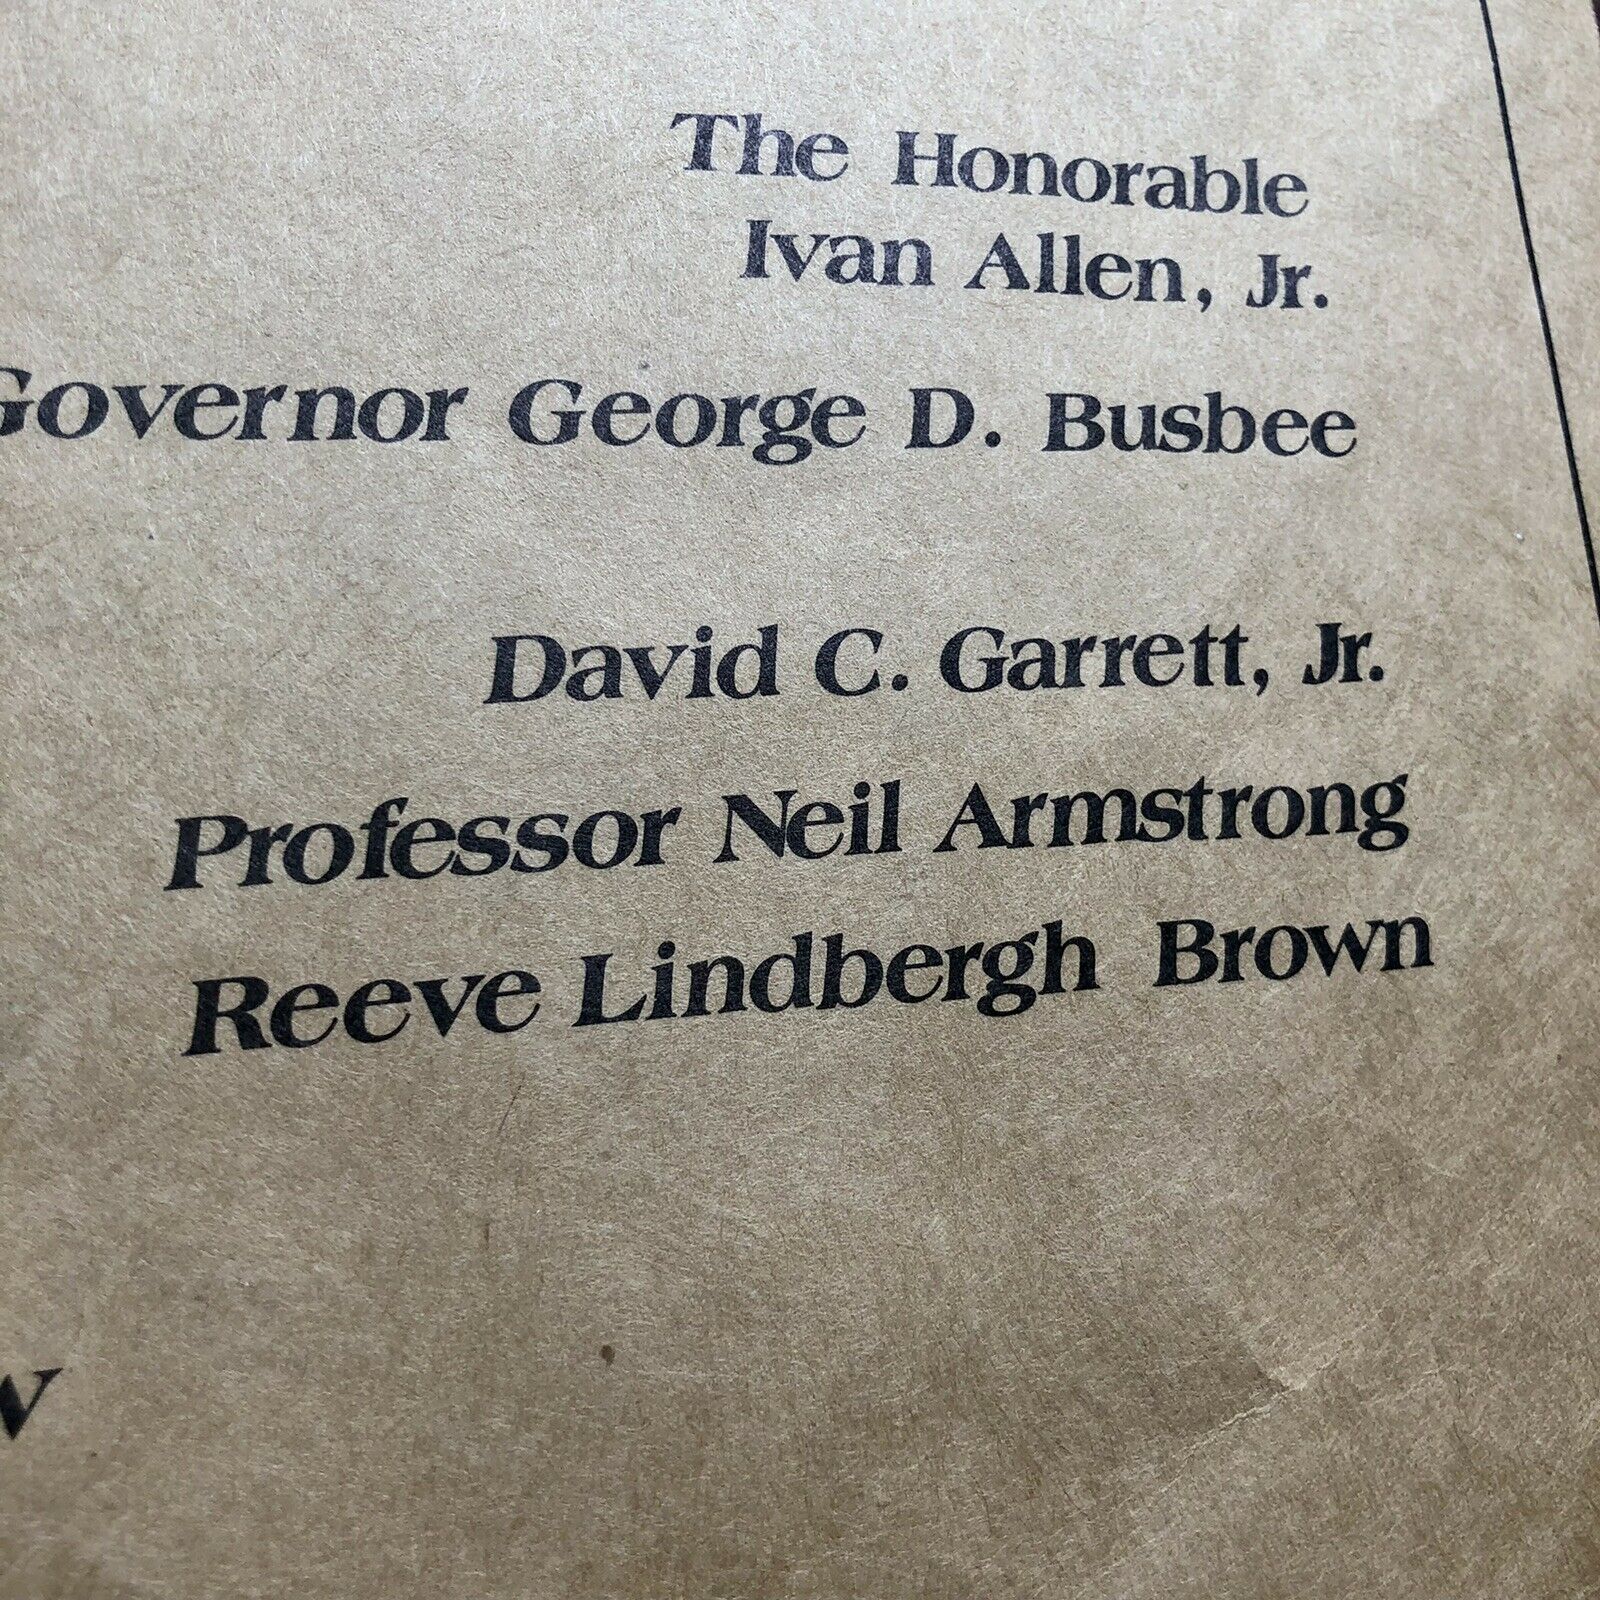 The Honorable
Ivan Allen, Jr.
Governor George D. Busbee
David C. Garrett, Jr.
Professor Neil Armstrong
Reeve Lindbergh Brown